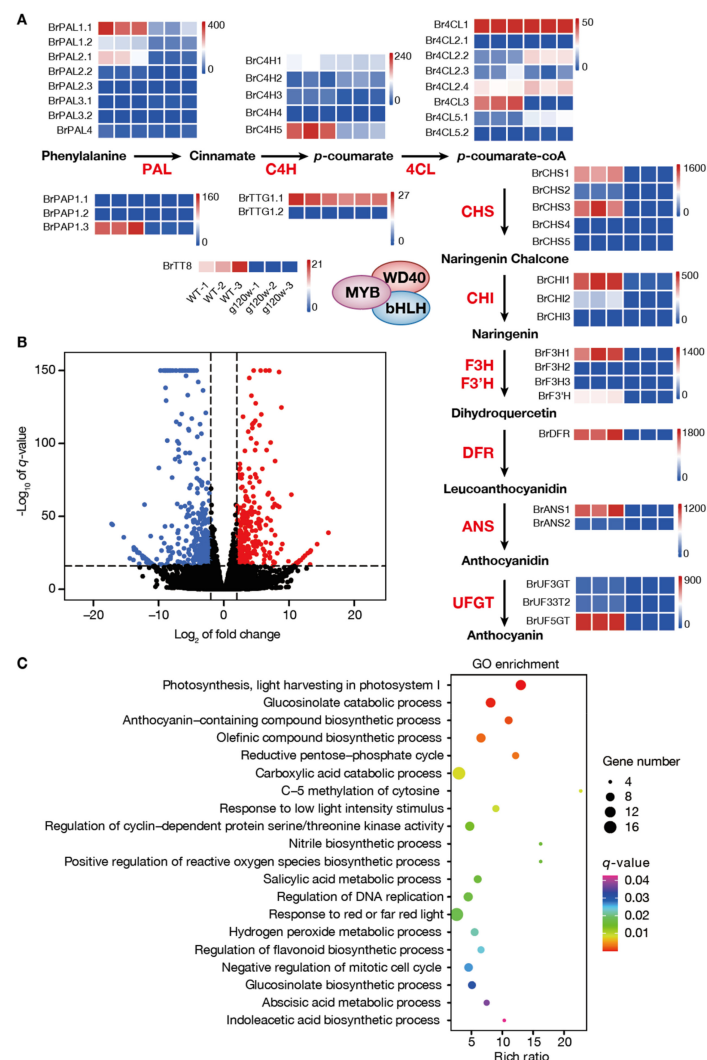 A
BrPAL1.1
BrPAL1.2
BrPAL2.1
BrPAL2.2
BrPAL2.3
BrPAL3.1
BrPAL3.2
BrPAL4
400
0
BrC4H1
BrC4H2
BrC4H3
BrC4H4
BrC4H5
240
0
Br4CL1
Br4CL2.1
Br4CL2.2
Br4CL2.3
Br4CL2.4
Br4CL3
Br4CL5.1
Br4CL5.2
50
0
Phenylalanine
PAL
Cinnamate
C4H
p-coumarate
4CL
p-coumarate-coA
BrPAP1.1
BrPAP1.2
BrPAP1.3
160
0
BrTTG1.1
BrTTG1.2
27
0
BrTT8
21
0
WT-1
WT-2
WT-3
g120w-1
g120w-2
g120w-3
MYB
WD40
bHLH
CHS
BrCHS1
BrCHS2
BrCHS3
BrCHS4
BrCHS5
1600
0
Naringenin Chalcone
CHI
BrCHI1
BrCHI2
BrCHI3
500
0
Naringenin
F3H
F3'H
BrF3H1
BrF3H2
BrF3H3
BrF3'H
1400
0
Dihydroquercetin
DFR
BrDFR
1800
0
Leucoanthocyanidin
ANS
BrANS1
BrANS2
1200
0
Anthocyanidin
UFGT
BrUF3GT
BrUF33T2
BrUF5GT
900
0
Anthocyanin
B
-Log10 of q-value
150
100
50
0
−20
−10
0
10
20
Log2 of fold change
C
GO enrichment
Photosynthesis, light harvesting in photosystem I
Glucosinolate catabolic process
Anthocyanin−containing compound biosynthetic process
Olefinic compound biosynthetic process
Reductive pentose−phosphate cycle
Carboxylic acid catabolic process
C−5 methylation of cytosine
Response to low light intensity stimulus
Regulation of cyclin−dependent protein serine/threonine kinase activity
Nitrile biosynthetic process
Positive regulation of reactive oxygen species biosynthetic process
Salicylic acid metabolic process
Regulation of DNA replication
Response to red or far red light
Hydrogen peroxide metabolic process
Regulation of flavonoid biosynthetic process
Negative regulation of mitotic cell cycle
Glucosinolate biosynthetic process
Abscisic acid metabolic process
Indoleacetic acid biosynthetic process
5
10
15
20
Rich ratio
Gene number
4
8
12
16
q-value
0.04
0.03
0.02
0.01